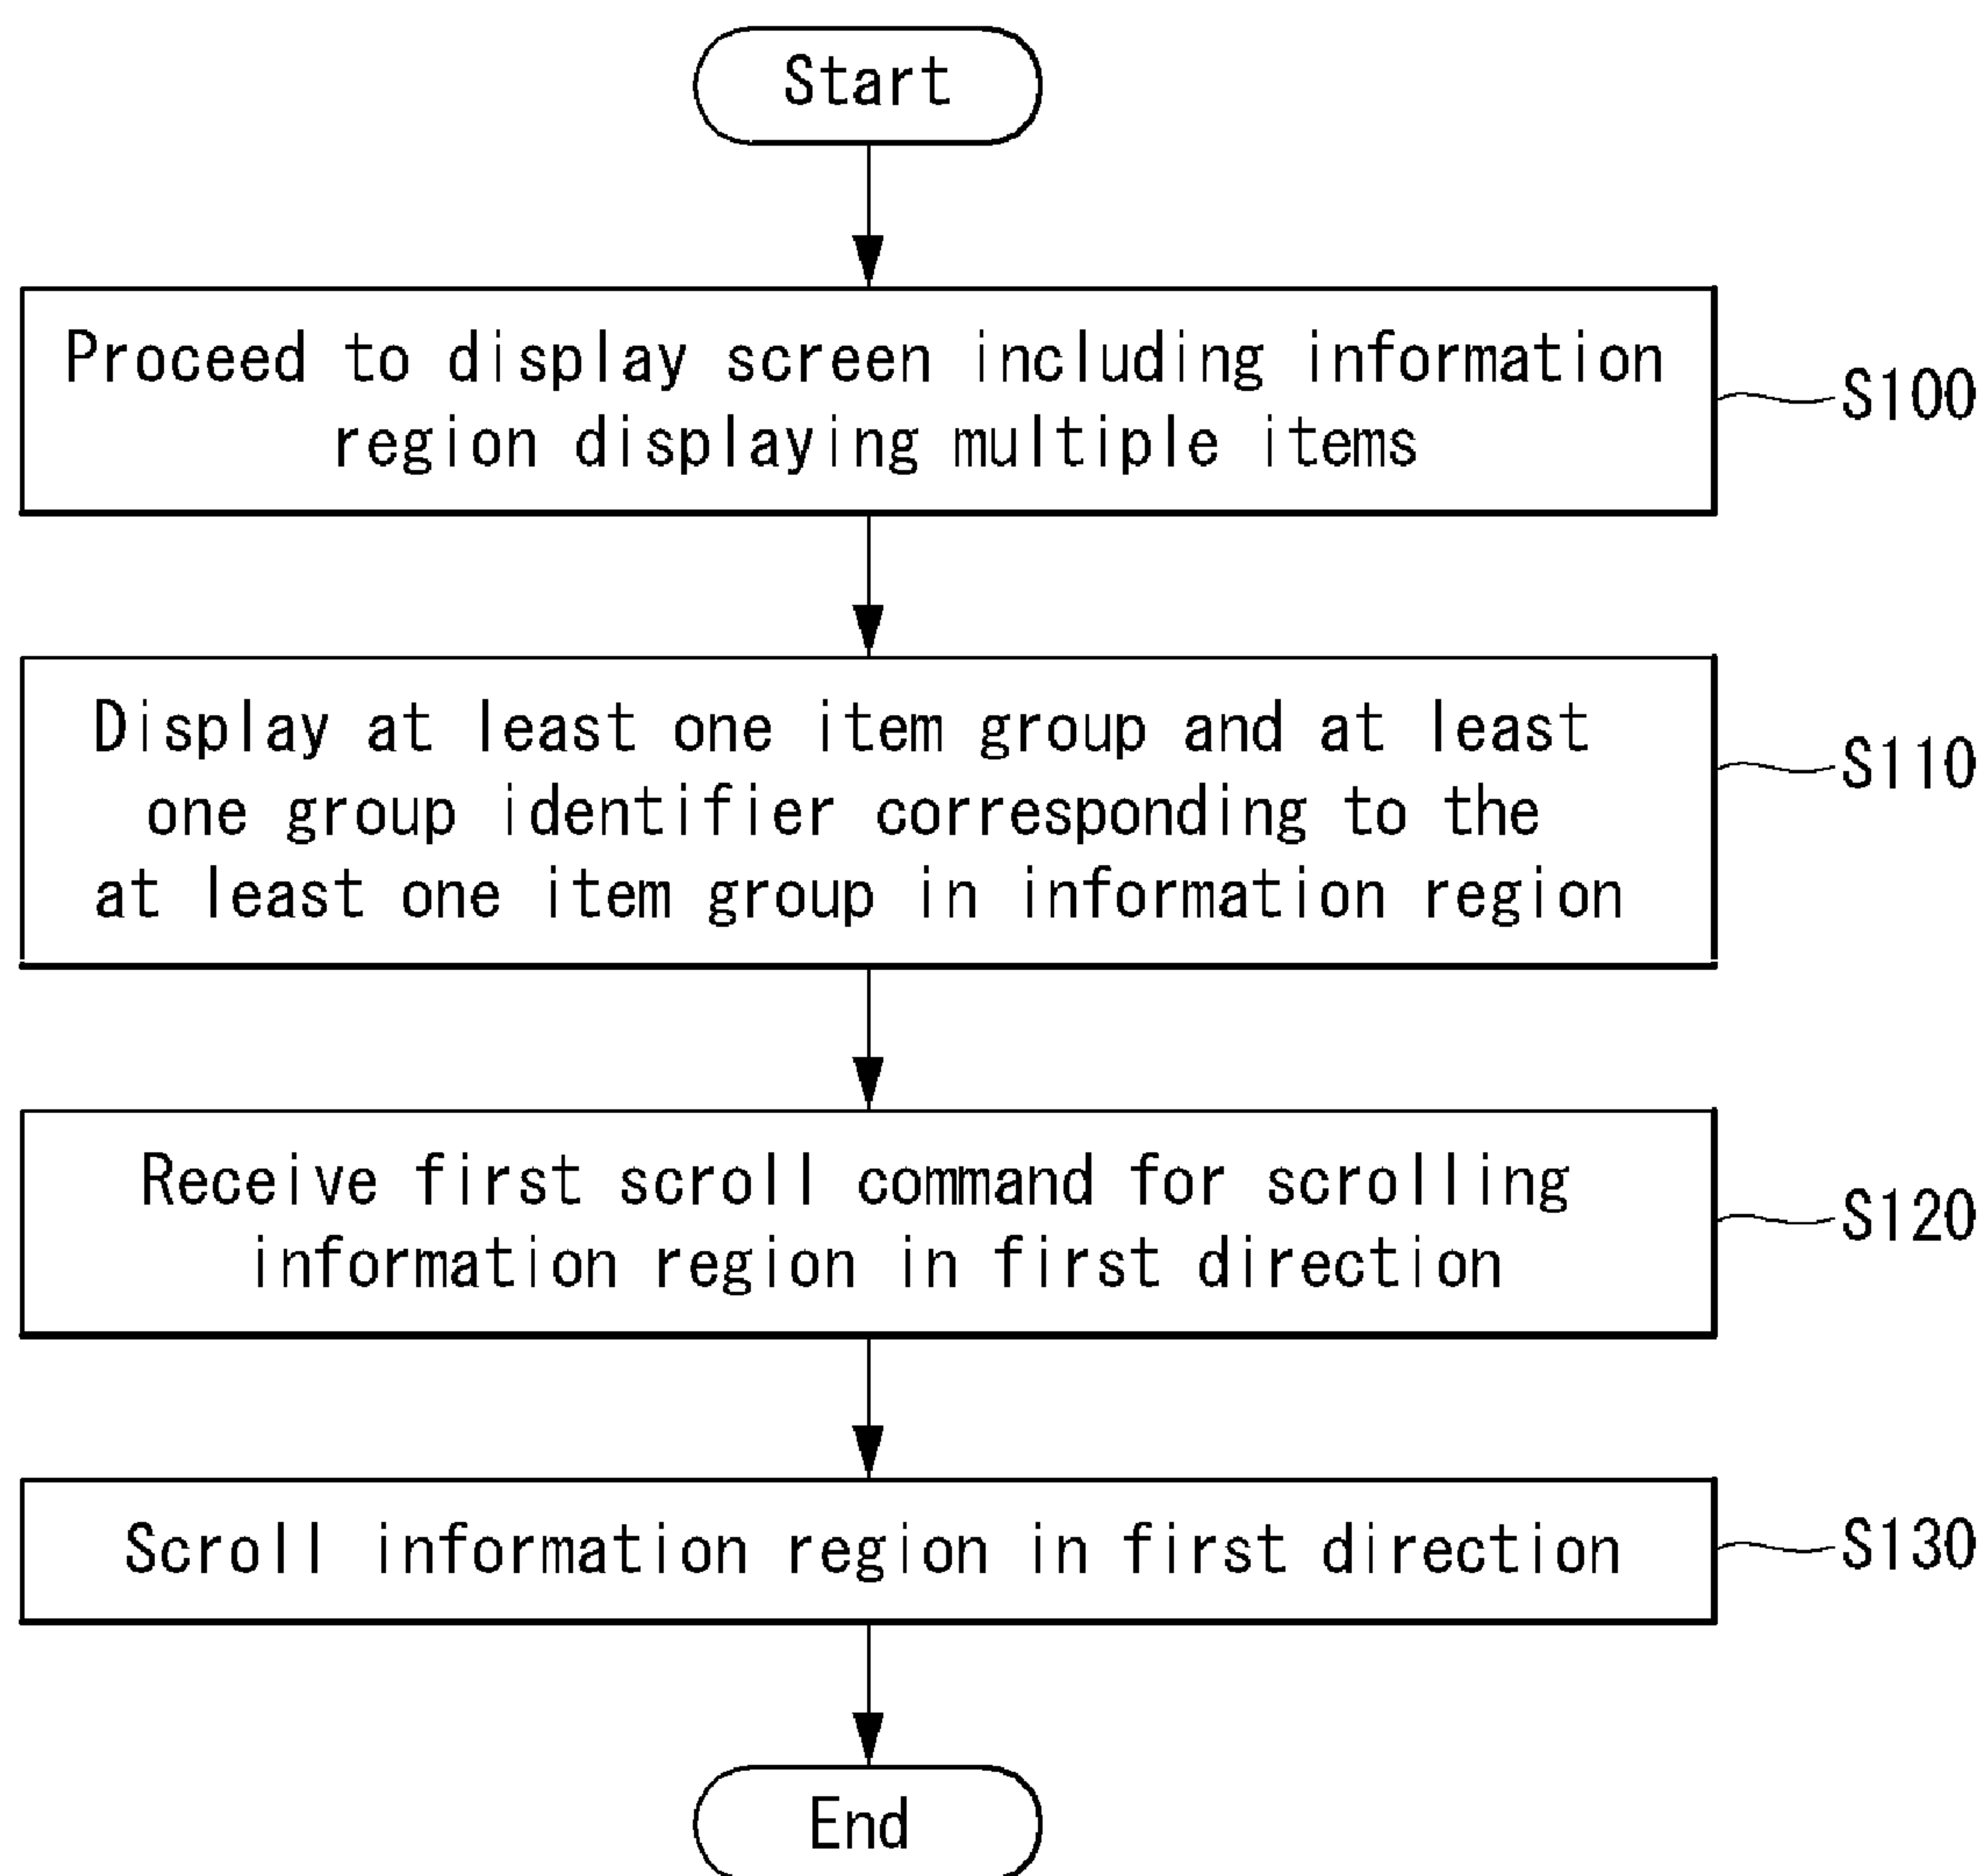 Start
Proceed to display screen including information
region displaying multiple items
S100
Display at least one item group and at least
one group identifier corresponding to the
at least one item group in information region
S110
Receive first scroll command for scrolling
information region in first direction
S120
Scroll information region in first direction
S130
End